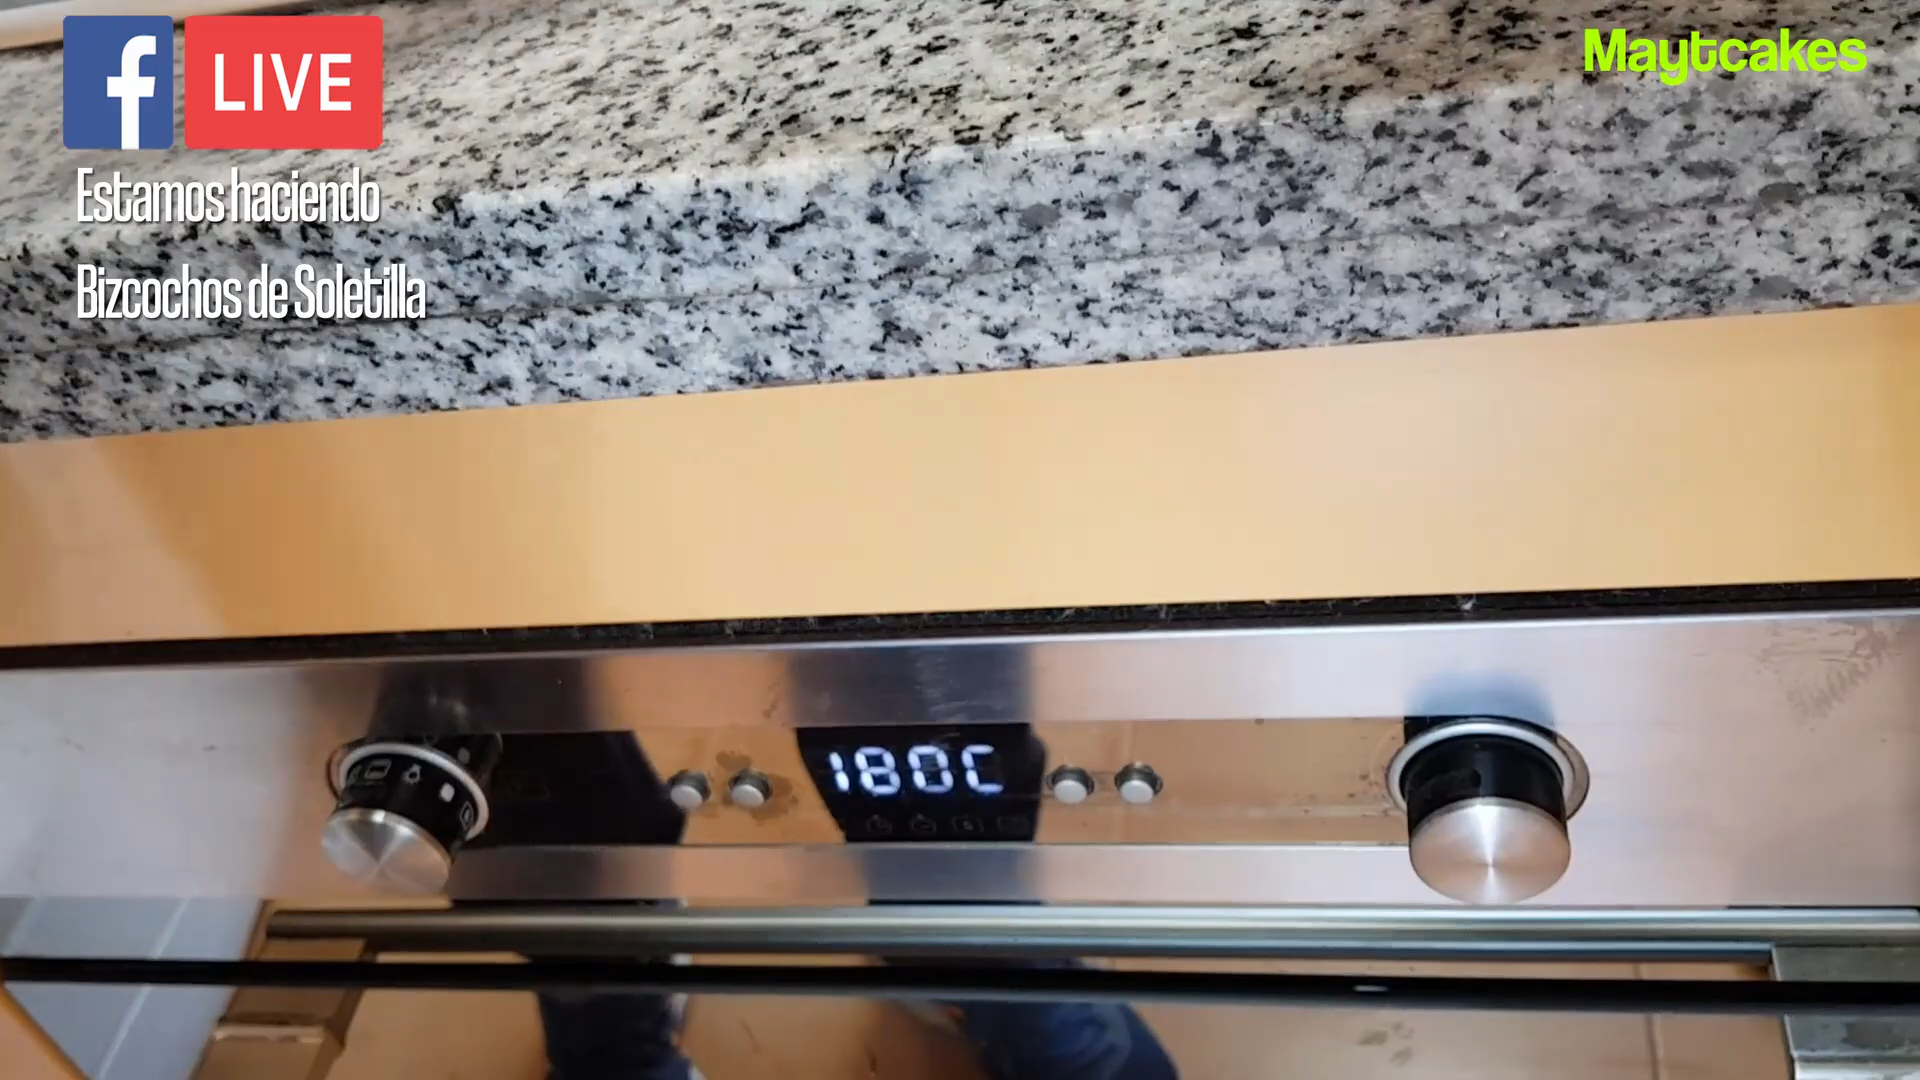 f LIVE
Maytcakes
Estamos haciendo
Bizcochos de Soletilla
180C